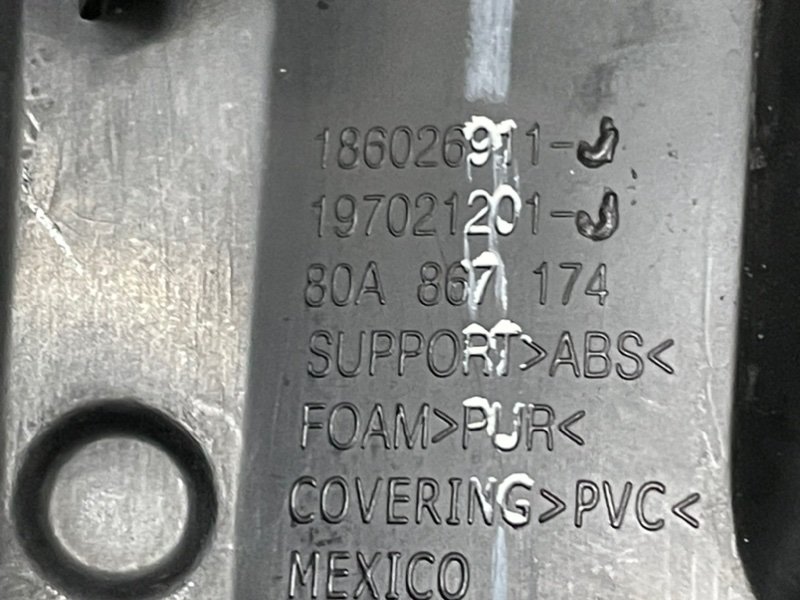 186026911-J
197021201-J
80A 867 174
SUPPORT>ABS<
FOAM>PUR<
COVERING>PVC<
MEXICO